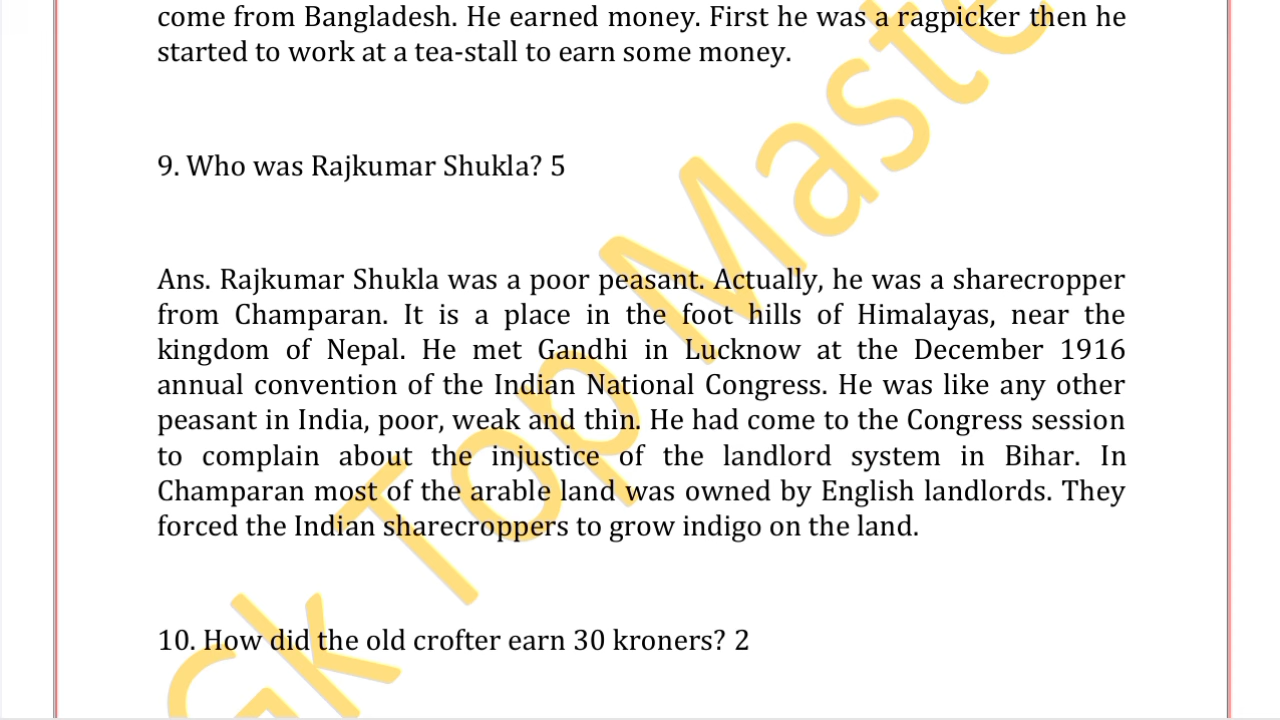 come from Bangladesh. He earned money. First he was a ragpicker then he
started to work at a tea-stall to earn some money.
9. Who was Rajkumar Shukla? 5
Ans. Rajkumar Shukla was a poor peasant. Actually, he was a sharecropper
from Champaran. It is a place in the foot hills of Himalayas, near the
kingdom of Nepal. He met Gandhi in Lucknow at the December 1916
annual convention of the Indian National Congress. He was like any other
peasant in India, poor, weak and thin. He had come to the Congress session
to complain about the injustice of the landlord system in Bihar. In
Champaran most of the arable land was owned by English landlords. They
forced the Indian sharecroppers to grow indigo on the land.
10. How did the old crofter earn 30 kroners? 2
Gk Top Maste